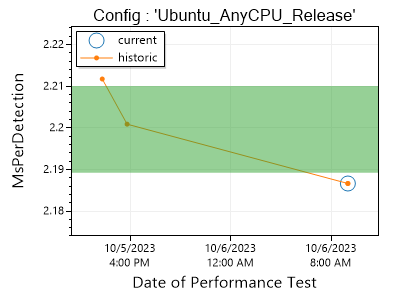 Config : 'Ubuntu_AnyCPU_Release'
current
historic
2.22
2.21
2.2
2.19
2.18
MsPerDetection
10/5/2023
4:00 PM
10/6/2023
12:00 AM
10/6/2023
8:00 AM
Date of Performance Test